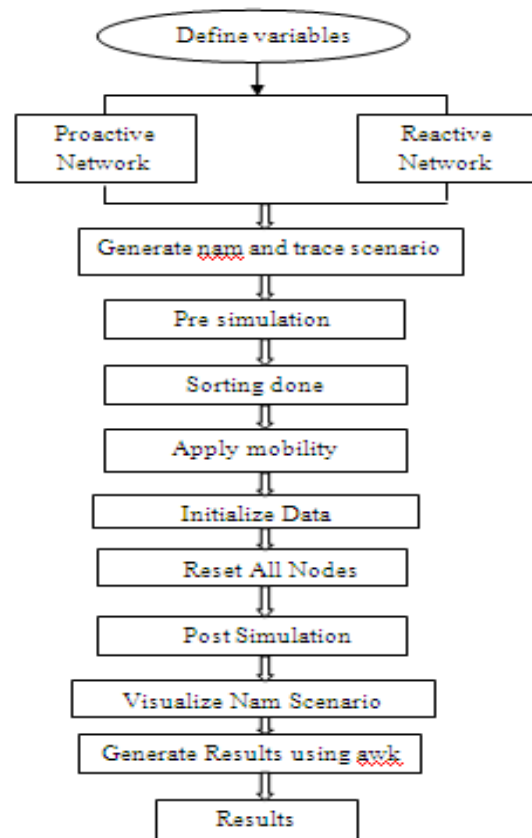 Define variables
Proactive
Network
Reactive
Network
Generate nam and trace scenario
Pre simulation
Sorting done
Apply mobility
Initialize Data
Reset All Nodes
Post Simulation
Visualize Nam Scenario
Generate Results using awk
Results